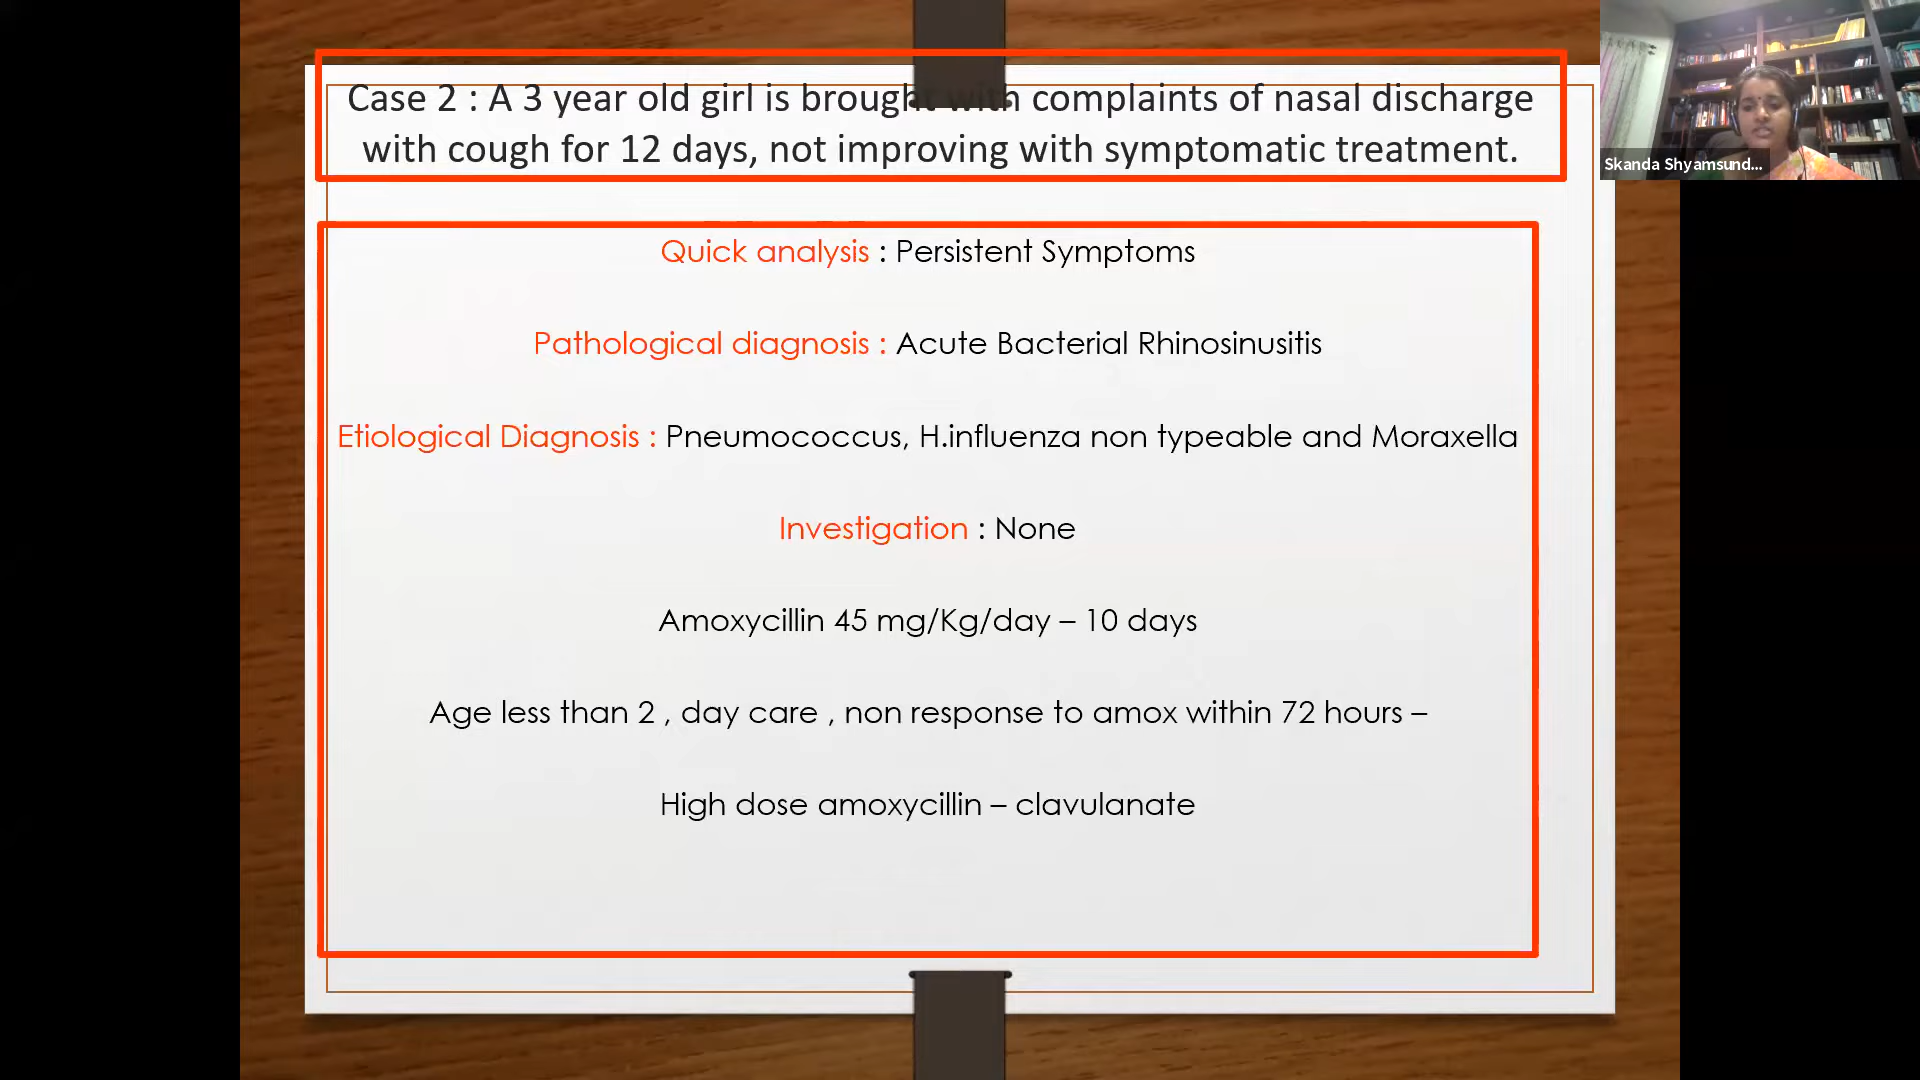 Case 2 : A 3 year old girl is brought with complaints of nasal discharge
with cough for 12 days, not improving with symptomatic treatment.
Skanda Shyamsund...
Quick analysis : Persistent Symptoms
Pathological diagnosis : Acute Bacterial Rhinosinusitis
Etiological Diagnosis : Pneumococcus, H.influenza non typeable and Moraxella
Investigation : None
Amoxycillin 45 mg/Kg/day – 10 days
Age less than 2 , day care , non response to amox within 72 hours –
High dose amoxycillin – clavulanate